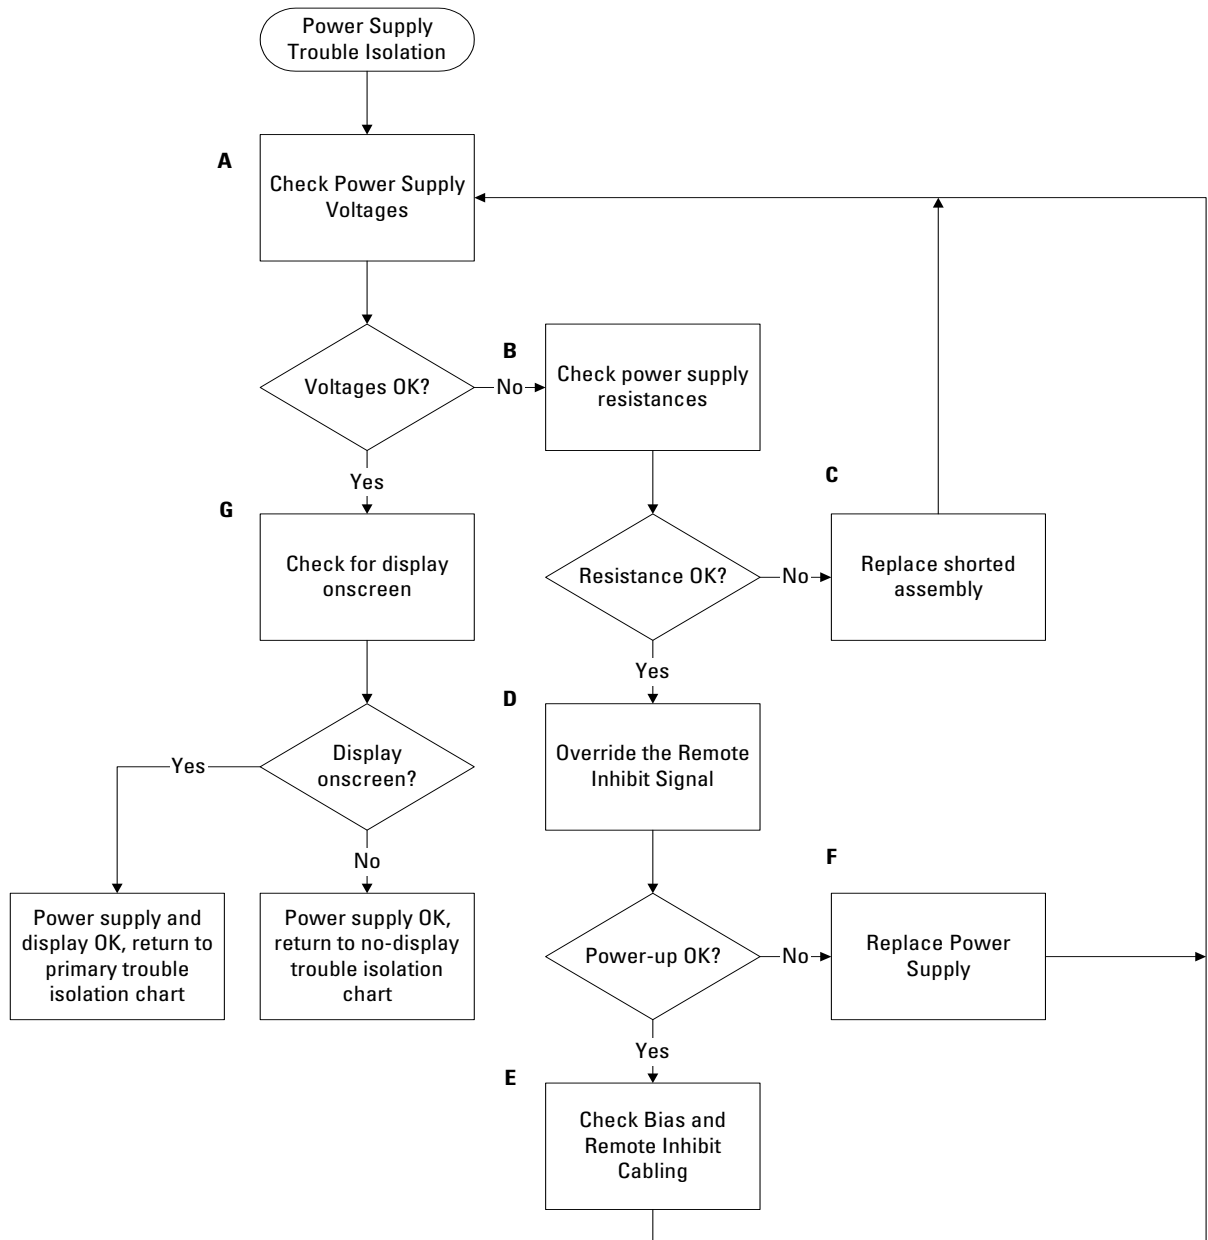 Power Supply
Trouble Isolation
A
Check Power Supply
Voltages
Voltages OK?
No
B
Check power supply
resistances
Yes
G
Check for display
onscreen
Resistance OK?
No
C
Replace shorted
assembly
Yes
D
Override the Remote
Inhibit Signal
Display
onscreen?
Yes
No
Power supply and
display OK, return to
primary trouble
isolation chart
Power supply OK,
return to no-display
trouble isolation
chart
Power-up OK?
No
F
Replace Power
Supply
Yes
E
Check Bias and
Remote Inhibit
Cabling